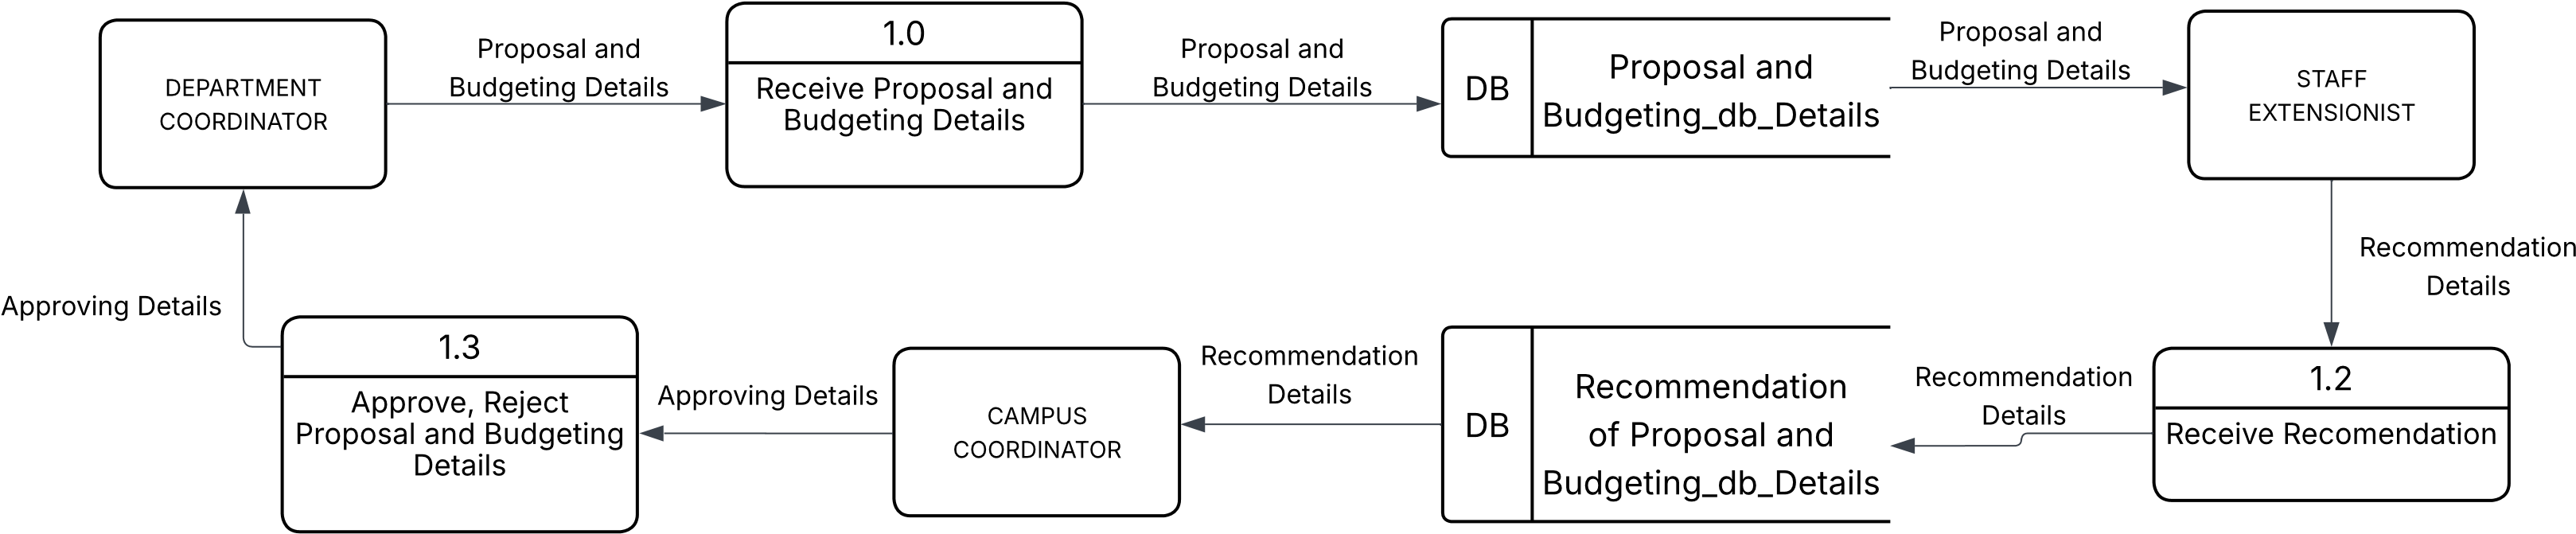 DEPARTMENT
COORDINATOR
Proposal and
Budgeting Details
1.0
Receive Proposal and
Budgeting Details
Proposal and
Budgeting Details
DB
Proposal and
Budgeting_db_Details
Proposal and
Budgeting Details
STAFF
EXTENSIONIST
Recommendation
Details
1.2
Receive Recomendation
Recommendation
Details
DB
Recommendation
of Proposal and
Budgeting_db_Details
Recommendation
Details
CAMPUS
COORDINATOR
Approving Details
1.3
Approve, Reject
Proposal and Budgeting
Details
Approving Details